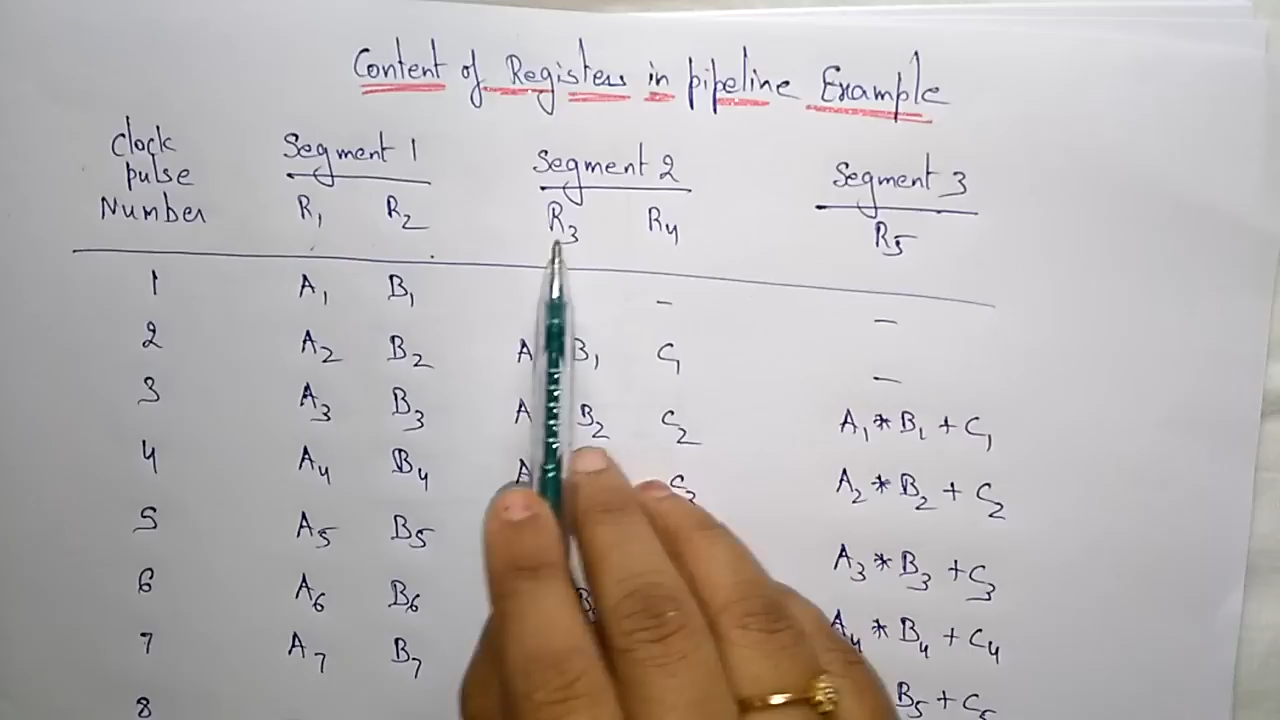 Content of Registers in pipeline Example
Clock pulse Number
Segment 1
Segment 2
Segment 3
R1 R2 R3 R4 R5
1 A1 B1 - -
2 A2 B2 A B1 C1 -
3 A3 B3 A B2 C2 A1 * B1 + C1
4 A4 B4 A C3 A2 * B2 + C2
5 A5 B5 A3 * B3 + C3
6 A6 B6 A4 * B4 + C4
7 A7 B7 B5 + C5
8